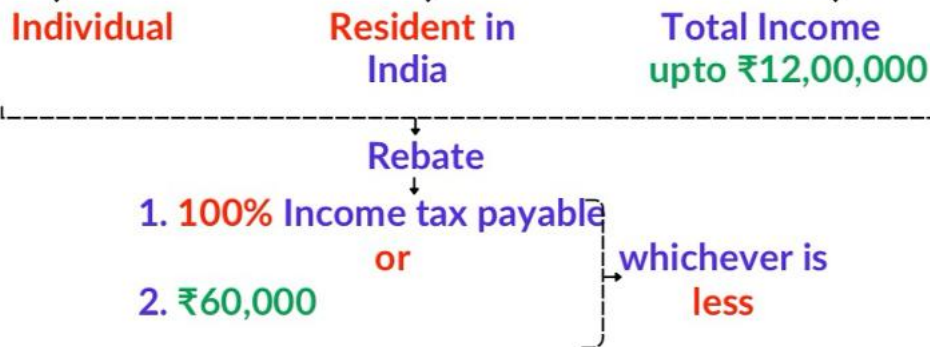 Individual Resident in Total Income
India upto ₹12,00,000
Rebate
1. 100% Income tax payable
or whichever is
2. ₹60,000 less